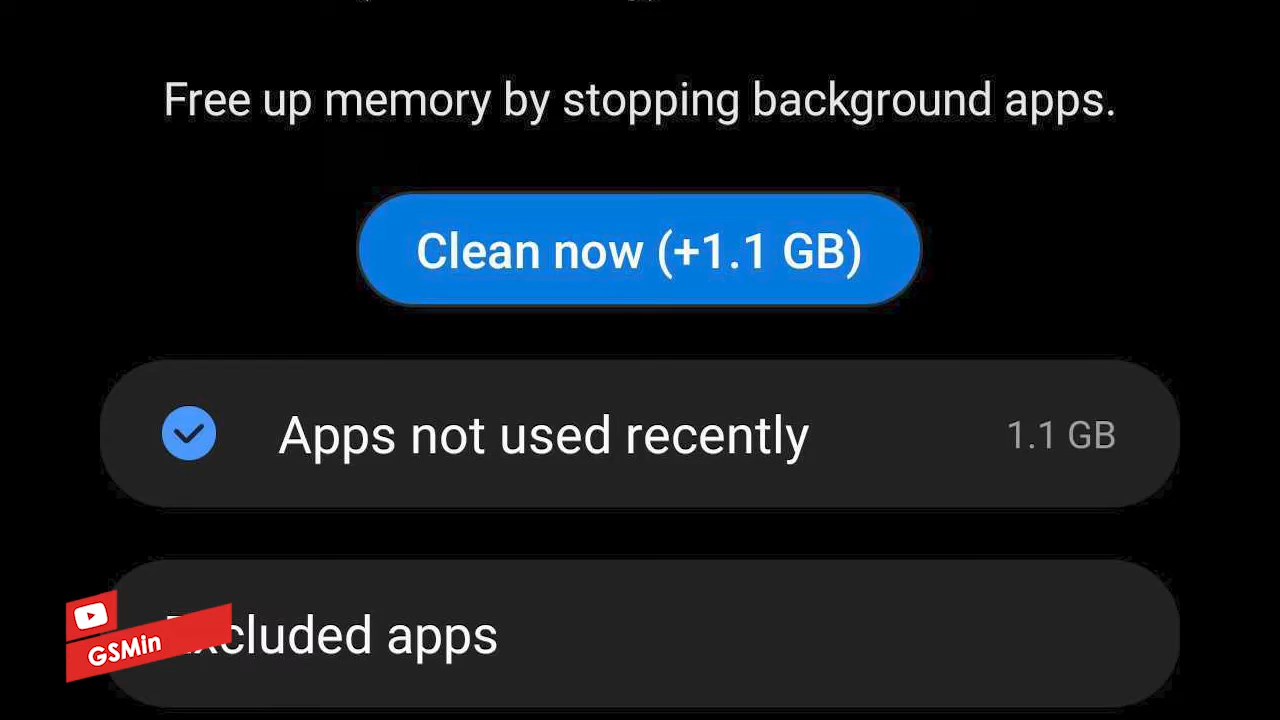 Free up memory by stopping background apps.
Clean now (+1.1 GB)
Apps not used recently 1.1 GB
Excluded apps
GSMin